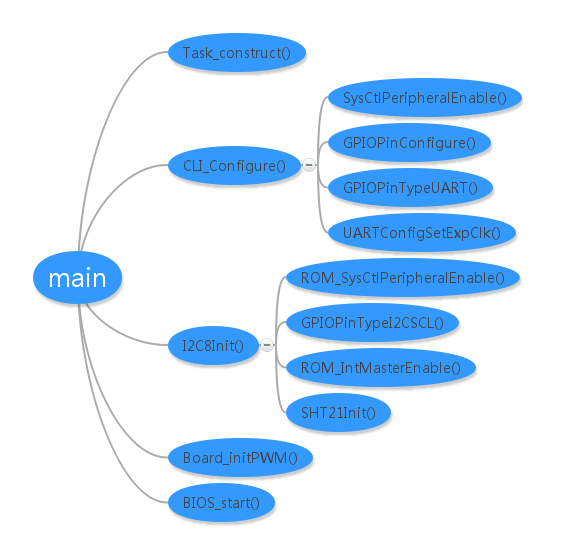 main
Task_construct()
CLI_Configure()
SysCtlPeripheralEnable()
GPIOPinConfigure()
GPIOPinTypeUART()
UARTConfigSetExpClk()
I2C8Init()
ROM_SysCtlPeripheralEnable()
GPIOPinTypeI2CSCL()
ROM_IntMasterEnable()
SHT21Init()
Board_initPWM()
BIOS_start()